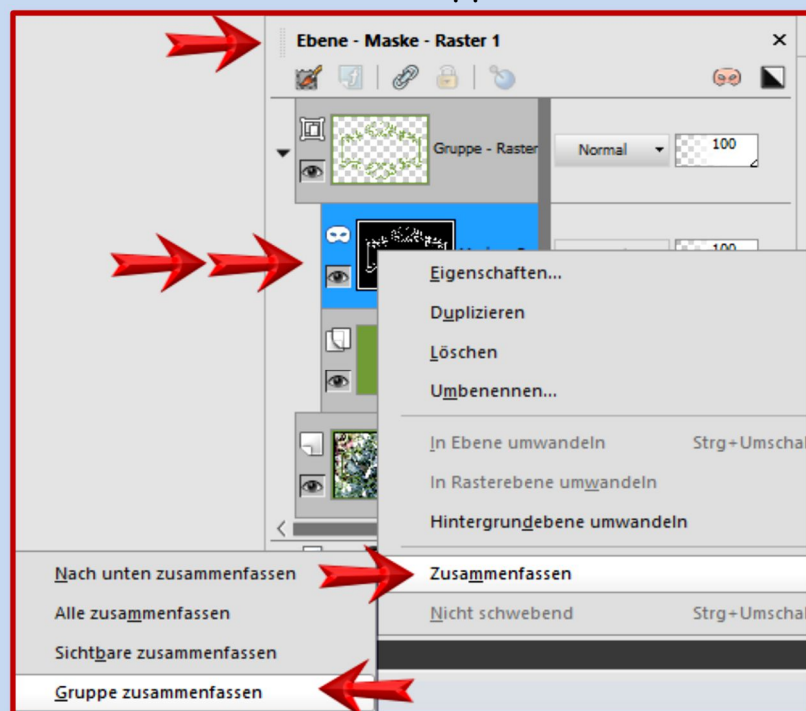 Ebene - Maske - Raster 1
Gruppe - Raster
Normal
100
100
Eigenschaften...
Duplizieren
Löschen
Umbenennen...
In Ebene umwandeln Strg+Umschal
In Rasterebene umwandeln
Hintergrundebene umwandeln
Zusammenfassen
Nicht schwebend Strg+Umschal
Nach unten zusammenfassen
Alle zusammenfassen
Sichtbare zusammenfassen
Gruppe zusammenfassen